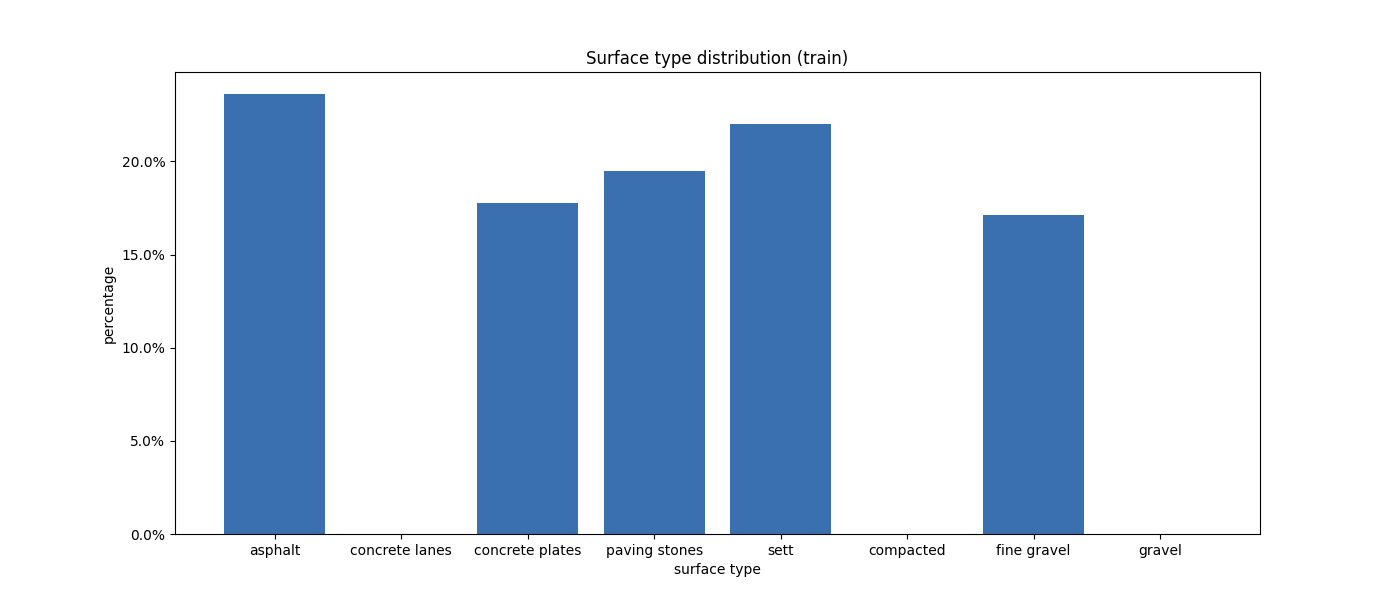 Surface type distribution (train)
percentage
20.0%
15.0%
10.0%
5.0%
0.0%
asphalt concrete lanes concrete plates paving stones sett compacted fine gravel gravel
surface type